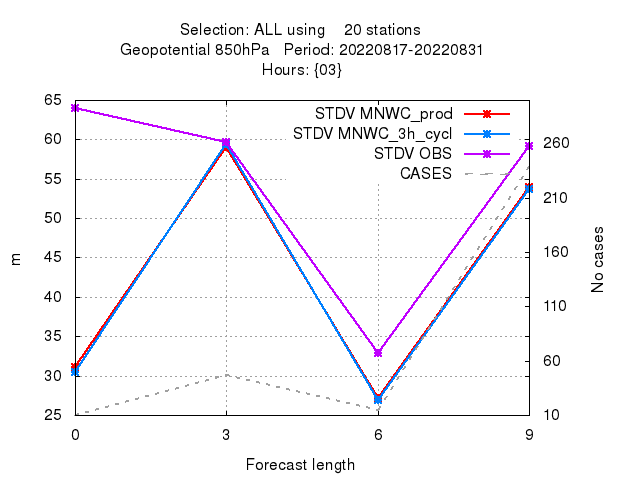 Selection: ALL using    20 stations
Geopotential 850hPa   Period: 20220817-20220831
Hours: {03}
STDV MNWC_prod
STDV MNWC_3h_cycl
STDV OBS
CASES
65
60
55
50
45
40
35
30
25
m
260
210
160
110
60
10
No cases
0
3
6
9
Forecast length